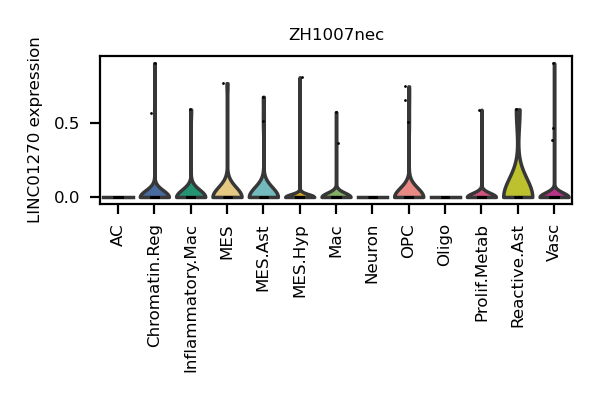 ZH1007nec
LINC01270 expression
0.5
0.0
AC
Chromatin.Reg
Inflammatory.Mac
MES
MES.Ast
MES.Hyp
Mac
Neuron
OPC
Oligo
Prolif.Metab
Reactive.Ast
Vasc